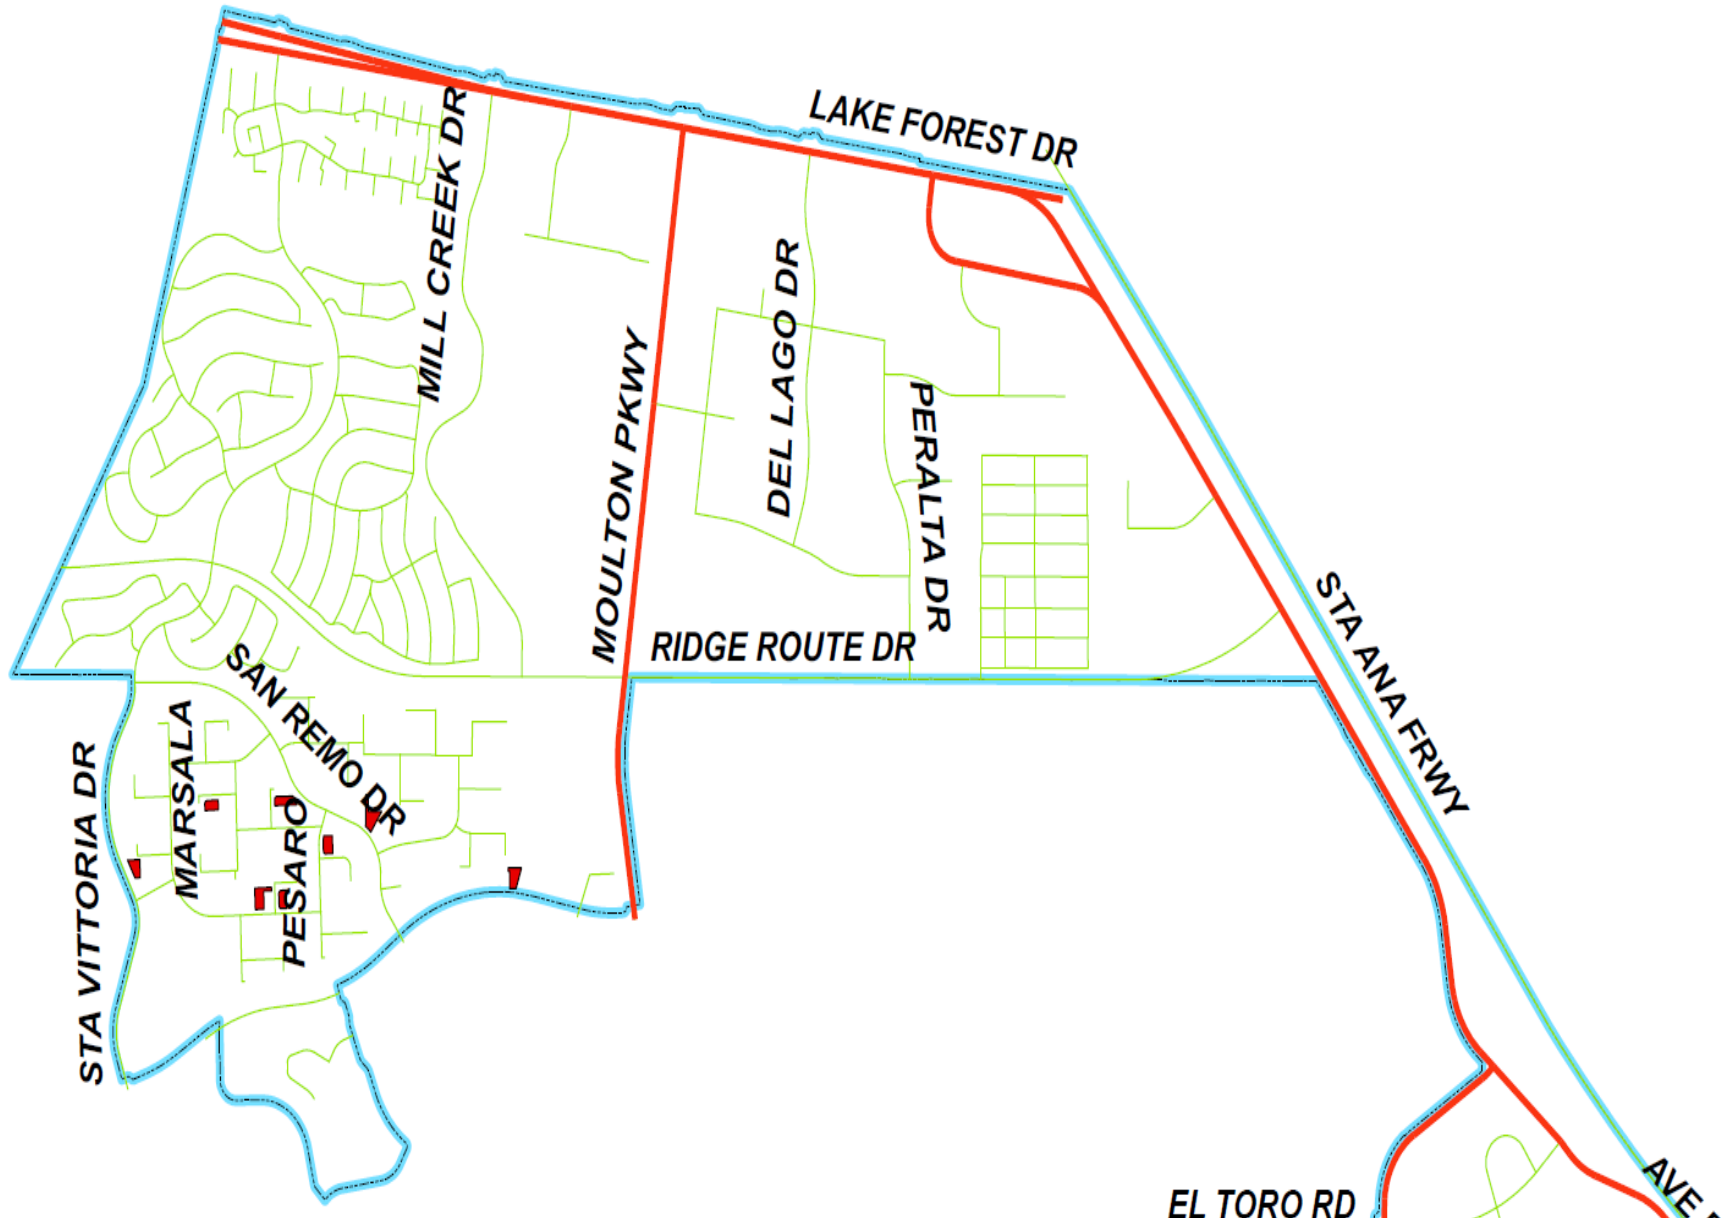 LAKE FOREST DR
MILL CREEK DR
DEL LAGO DR
MOULTON PKWY
PERALTA DR
STA ANA FRWY
RIDGE ROUTE DR
SAN REMO DR
MARSALA
STA VITTORIA DR
PESARO
EL TORO RD
AVE